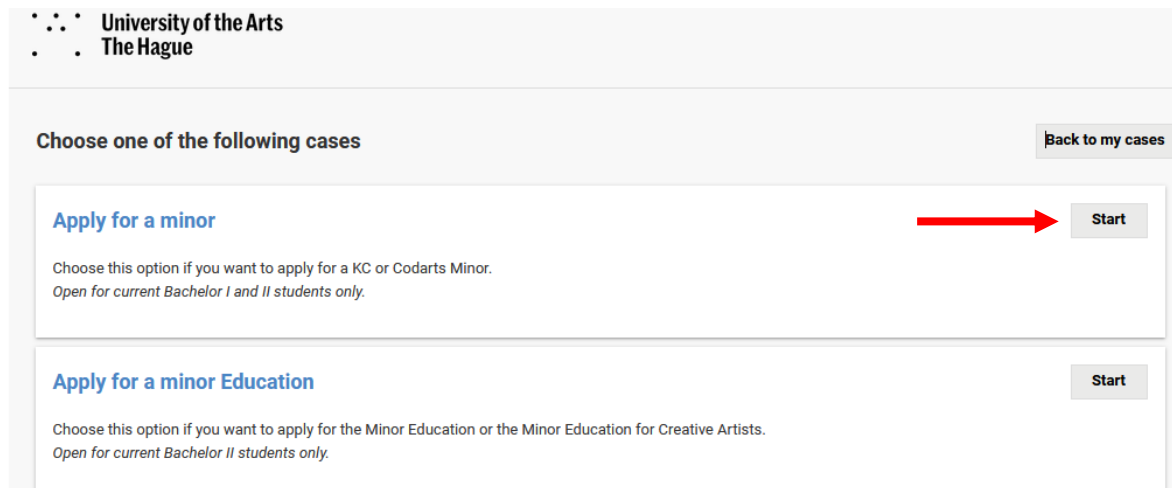 University of the Arts
The Hague
Choose one of the following cases
Back to my cases
Apply for a minor
Start
Choose this option if you want to apply for a KC or Codarts Minor.
Open for current Bachelor I and II students only.
Apply for a minor Education
Start
Choose this option if you want to apply for the Minor Education or the Minor Education for Creative Artists.
Open for current Bachelor II students only.